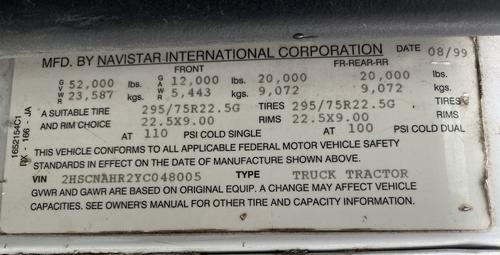 MFD. BY NAVISTAR INTERNATIONAL CORPORATION DATE 08/99
FRONT FR-REAR-RR
GVWR 52,000 lbs. GAWR 12,000 lbs. 20,000 20,000 lbs.
23,587 kgs. 5,443 kgs. 9,072 9,072 kgs.
A SUITABLE TIRE 295/75R22.5G TIRES 295/75R22.5G TIRES
AND RIM CHOICE 22.5X9.00 RIMS 22.5X9.00 RIMS
AT 110 PSI COLD SINGLE AT 100 PSI COLD DUAL
THIS VEHICLE CONFORMS TO ALL APPLICABLE FEDERAL MOTOR VEHICLE SAFETY
STANDARDS IN EFFECT ON THE DATE OF MANUFACTURE SHOWN ABOVE.
VIN 2HSCNAHR2YC048005 TYPE TRUCK TRACTOR
GVWR AND GAWR ARE BASED ON ORIGINAL EQUIP. A CHANGE MAY AFFECT VEHICLE
CAPACITIES. SEE OWNER'S MANUAL FOR OTHER TIRE AND CAPACITY INFORMATION.
1652154C1
- 166 - JA